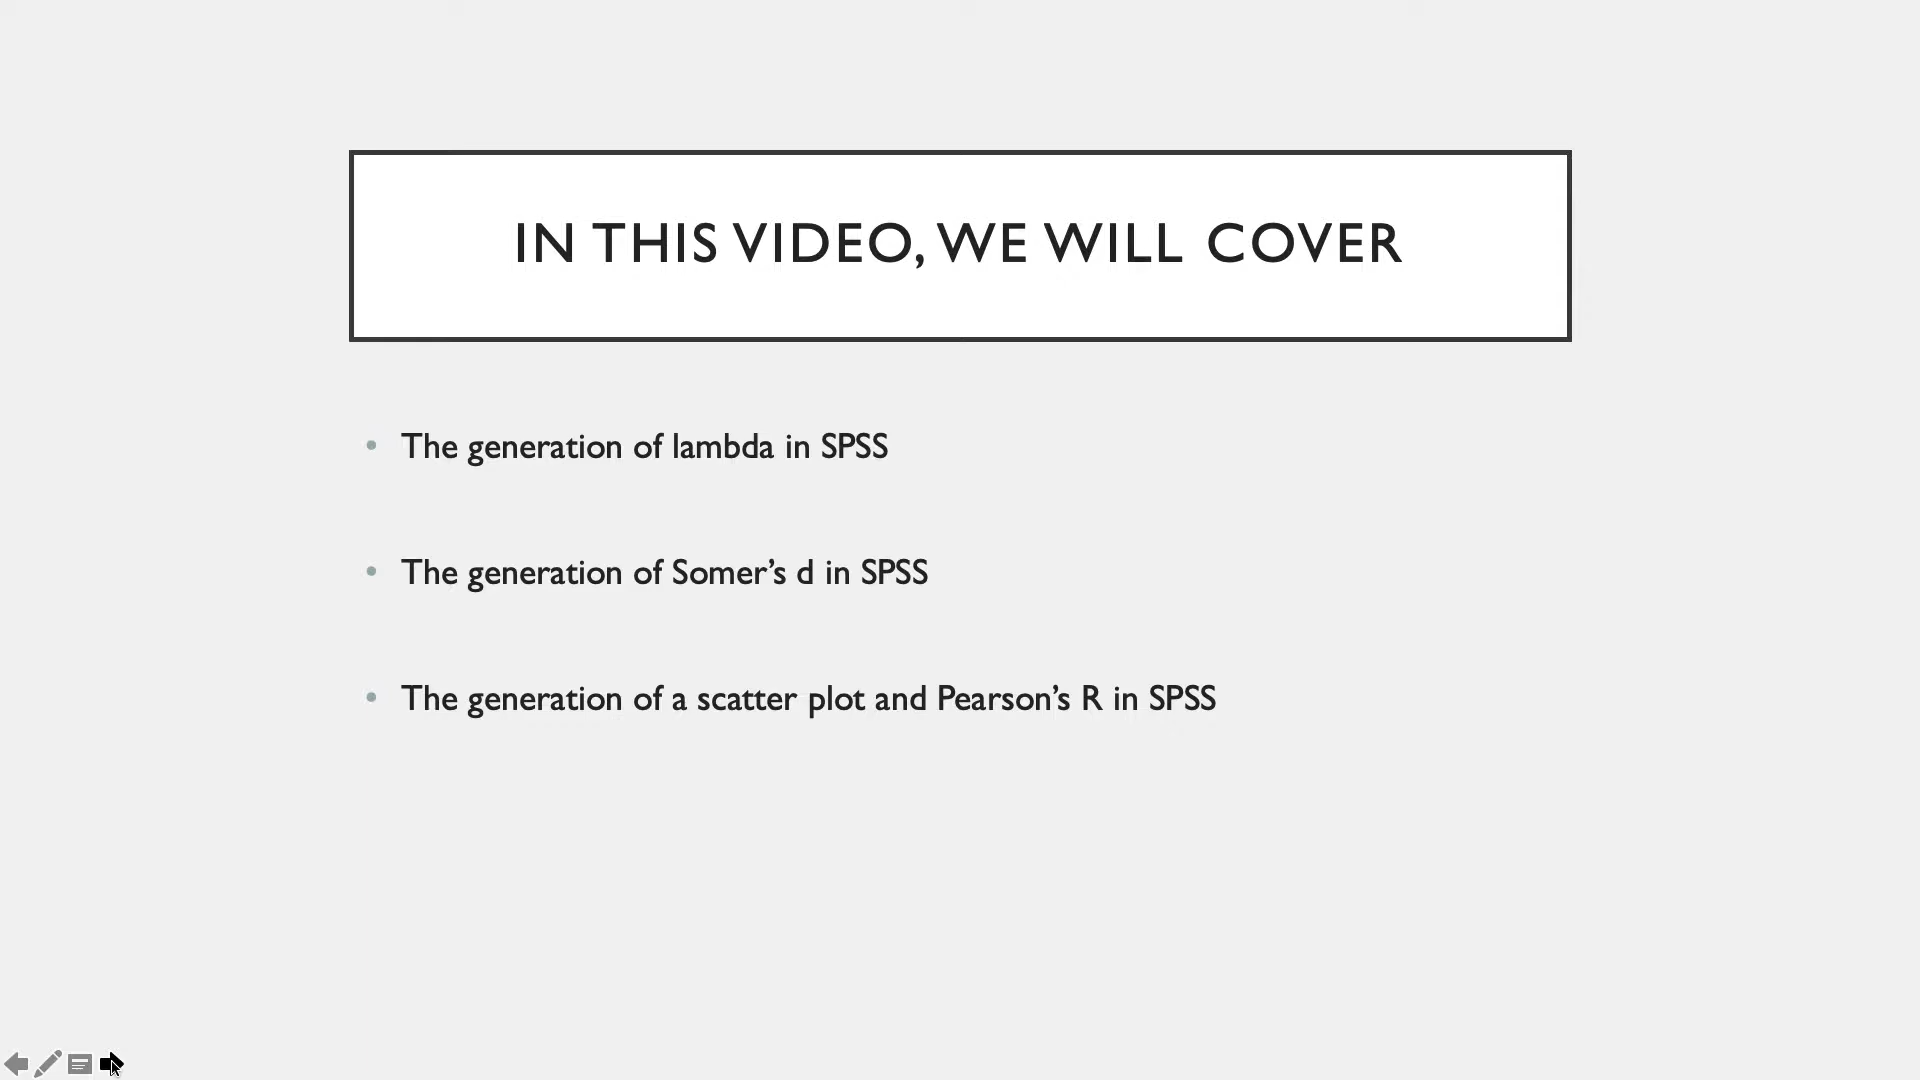 IN THIS VIDEO, WE WILL COVER
• The generation of lambda in SPSS
• The generation of Somer’s d in SPSS
• The generation of a scatter plot and Pearson’s R in SPSS